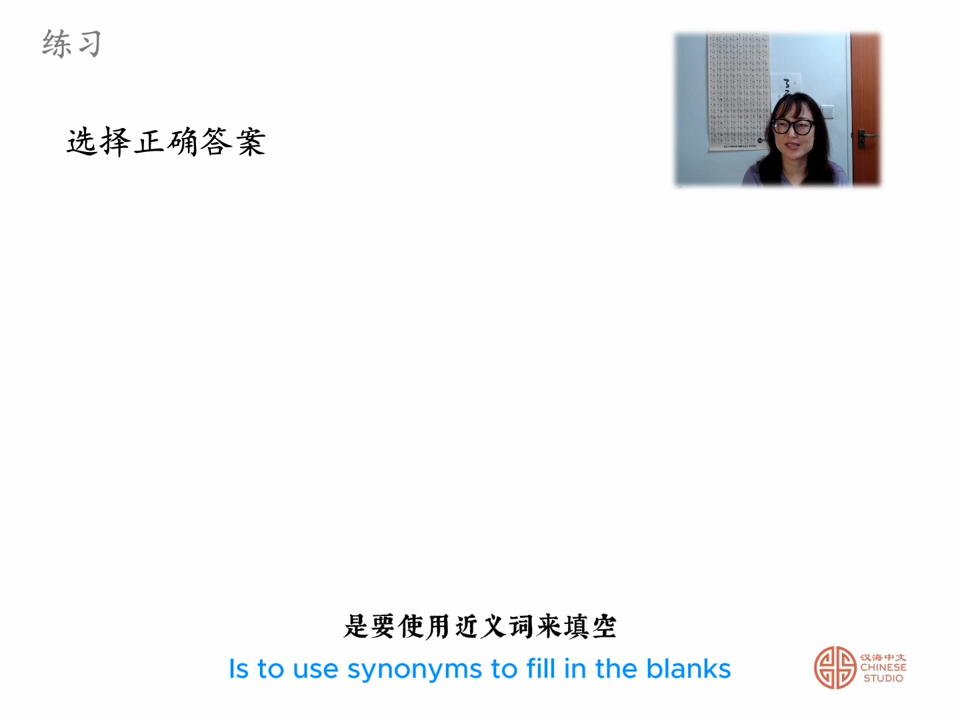 练习
选择正确答案
是要使用近义词来填空
Is to use synonyms to fill in the blanks
汉海中文
CHINESE
STUDIO